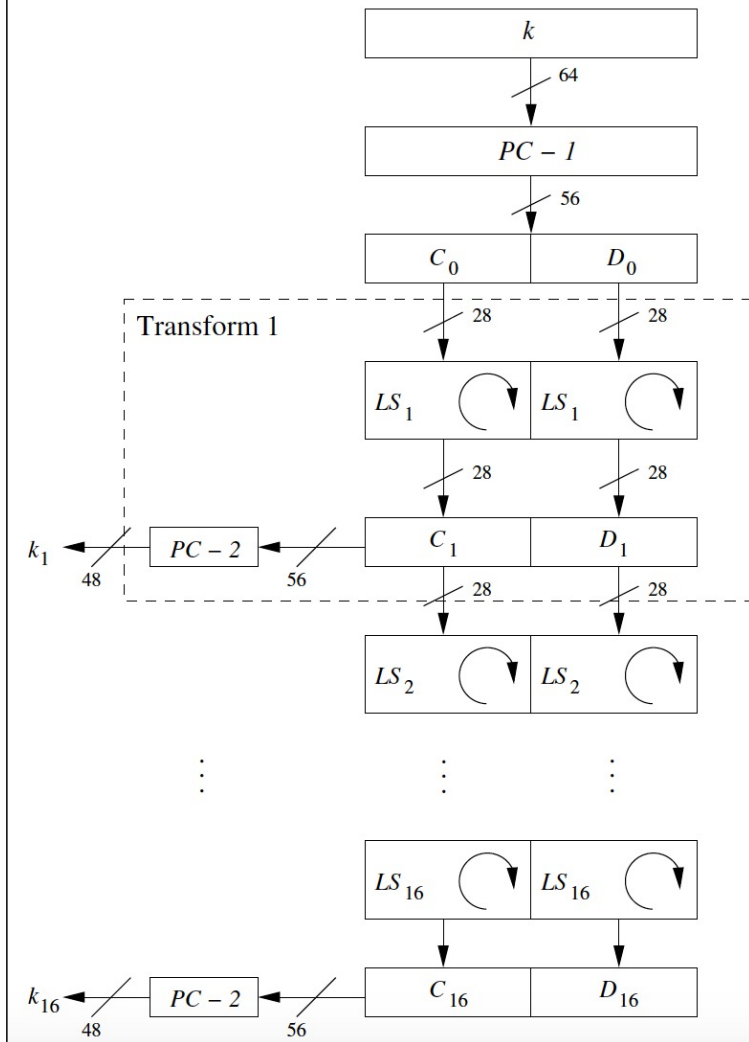 k
64
PC – 1
56
C0 D0
28 28
Transform 1
LS1 LS1
28 28
k1 48 PC – 2 56 C1 D1
28 28
LS2 LS2
⋮ ⋮ ⋮
LS16 LS16
k16 48 PC – 2 56 C16 D16